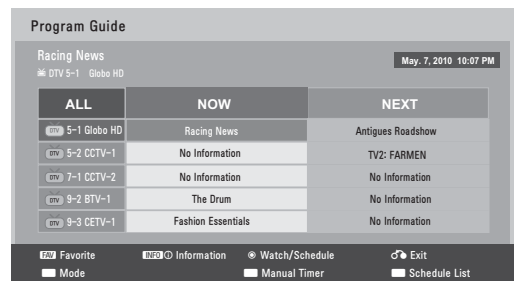 Program Guide
Racing News
May. 7, 2010 10:07 PM
DTV 5-1 Globo HD
ALL NOW NEXT
DTV 5-1 Globo HD Racing News Antigues Roadshow
DTV 5-2 CCTV-1 No Information TV2: FARMEN
DTV 7-1 CCTV-2 No Information No Information
DTV 9-2 BTV-1 The Drum No Information
DTV 9-3 CETV-1 Fashion Essentials No Information
FAV Favorite INFO ⓘ Information ◉ Watch/Schedule Exit
Mode Manual Timer Schedule List